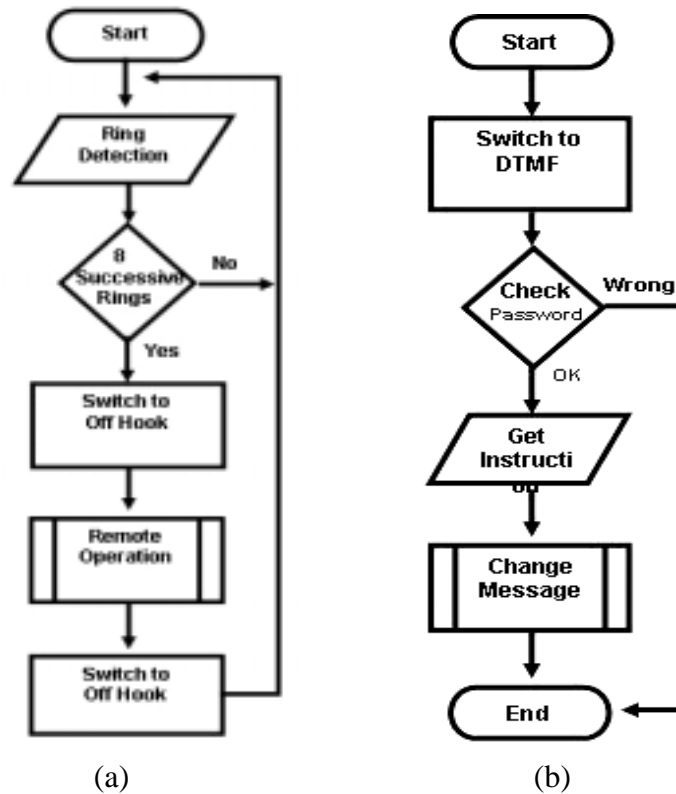 Start
Ring
Detection
8
Successive
Rings
No
Yes
Switch to
Off Hook
Remote
Operation
Switch to
Off Hook
(a)
Start
Switch to
DTMF
Check
Password
Wrong
OK
Get
Instructi
on
Change
Message
End
(b)